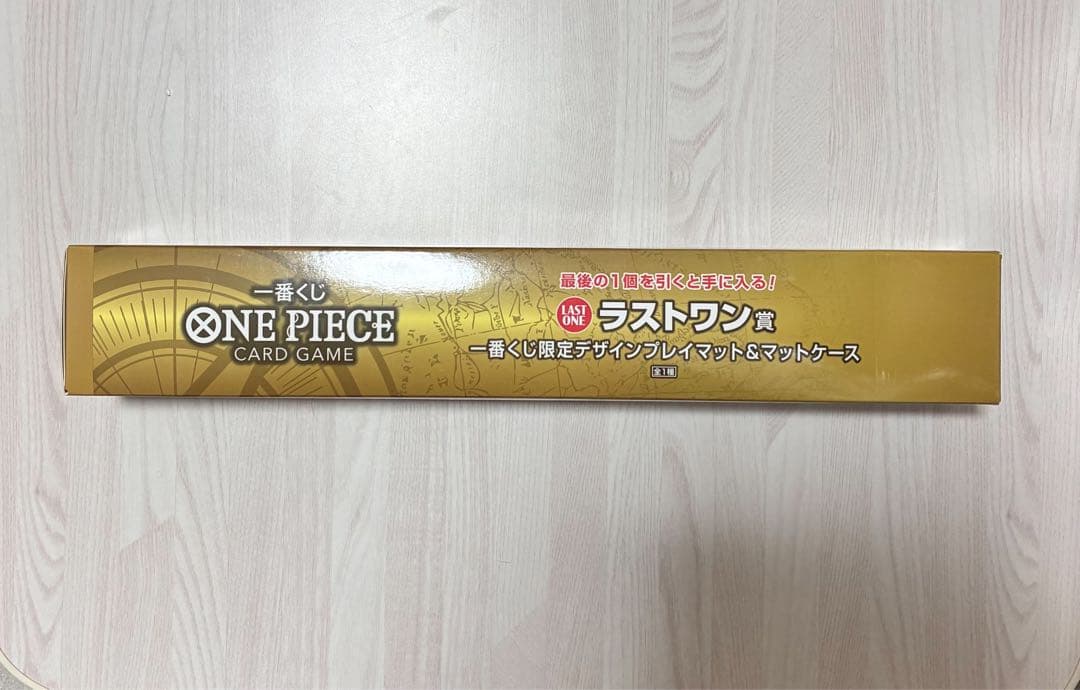 一番くじ
ONE PIECE
CARD GAME
最後の1個を引くと手に入る!
LAST
ONE
ラストワン賞
一番くじ限定デザインプレイマット&マットケース
全1種